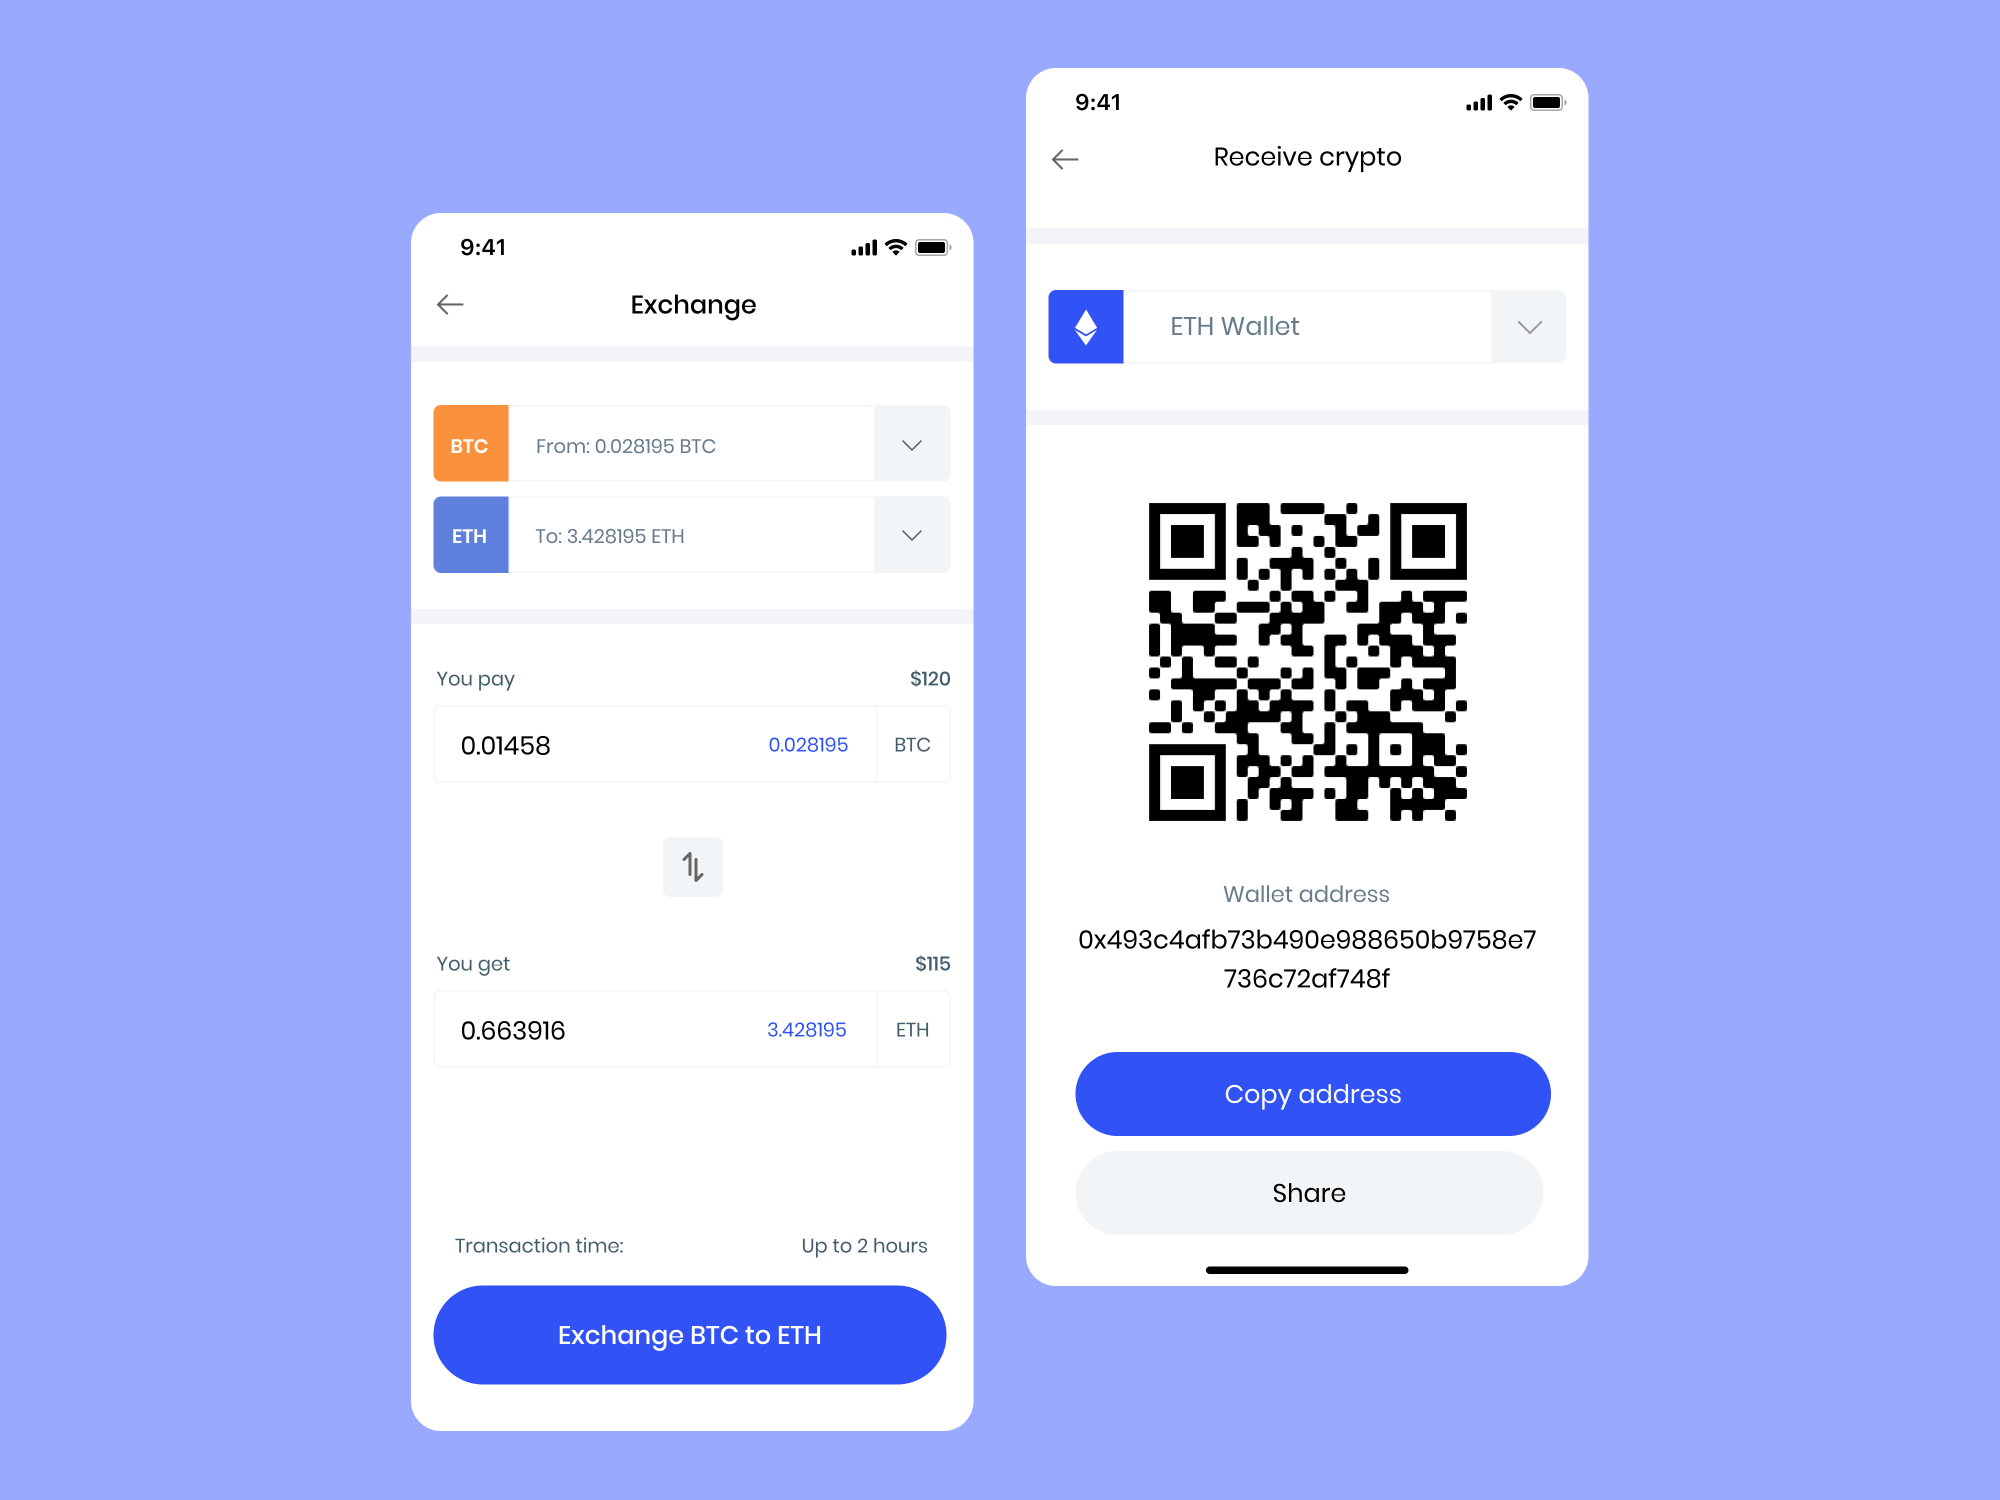 9:41
Exchange
BTC From: 0.028195 BTC
ETH To: 3.428195 ETH
You pay $120
0.01458 0.028195 BTC
You get $115
0.663916 3.428195 ETH
Transaction time: Up to 2 hours
Exchange BTC to ETH
9:41
Receive crypto
ETH Wallet
Wallet address
0x493c4afb73b490e988650b9758e7
736c72af748f
Copy address
Share